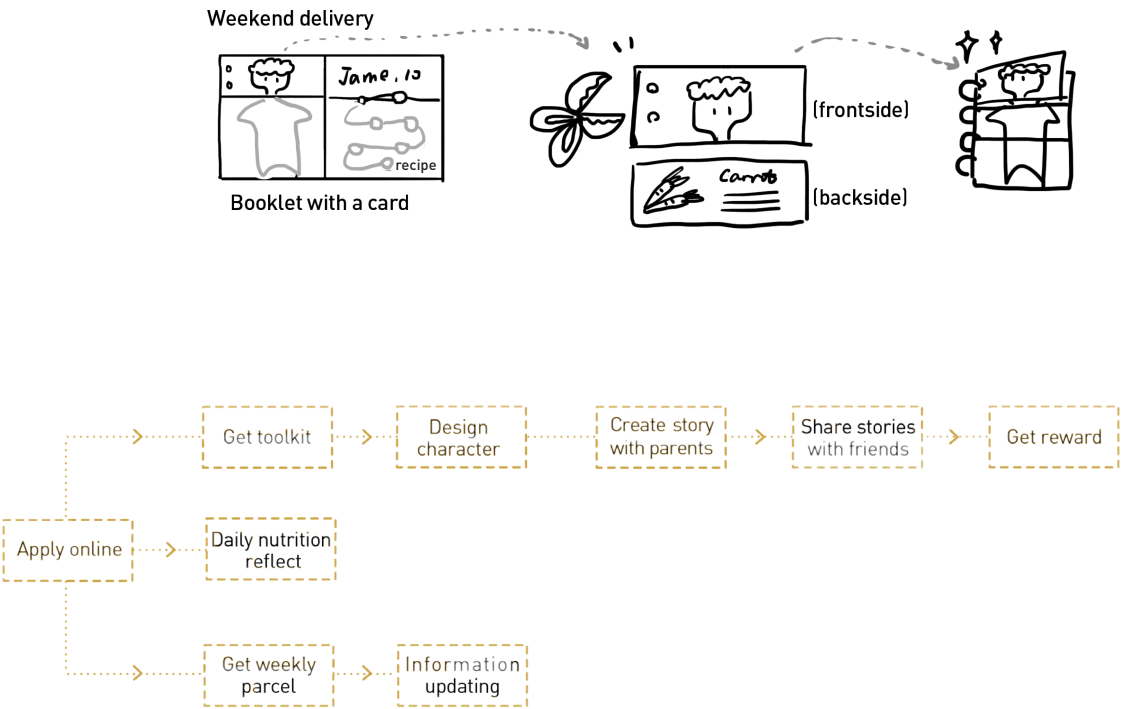 Weekend delivery
Jame. 10
recipe
Booklet with a card
(frontside)
Carrots
(backside)
Get toolkit
Design
character
Create story
with parents
Share stories
with friends
Get reward
Apply online
Daily nutrition
reflect
Get weekly
parcel
Information
updating